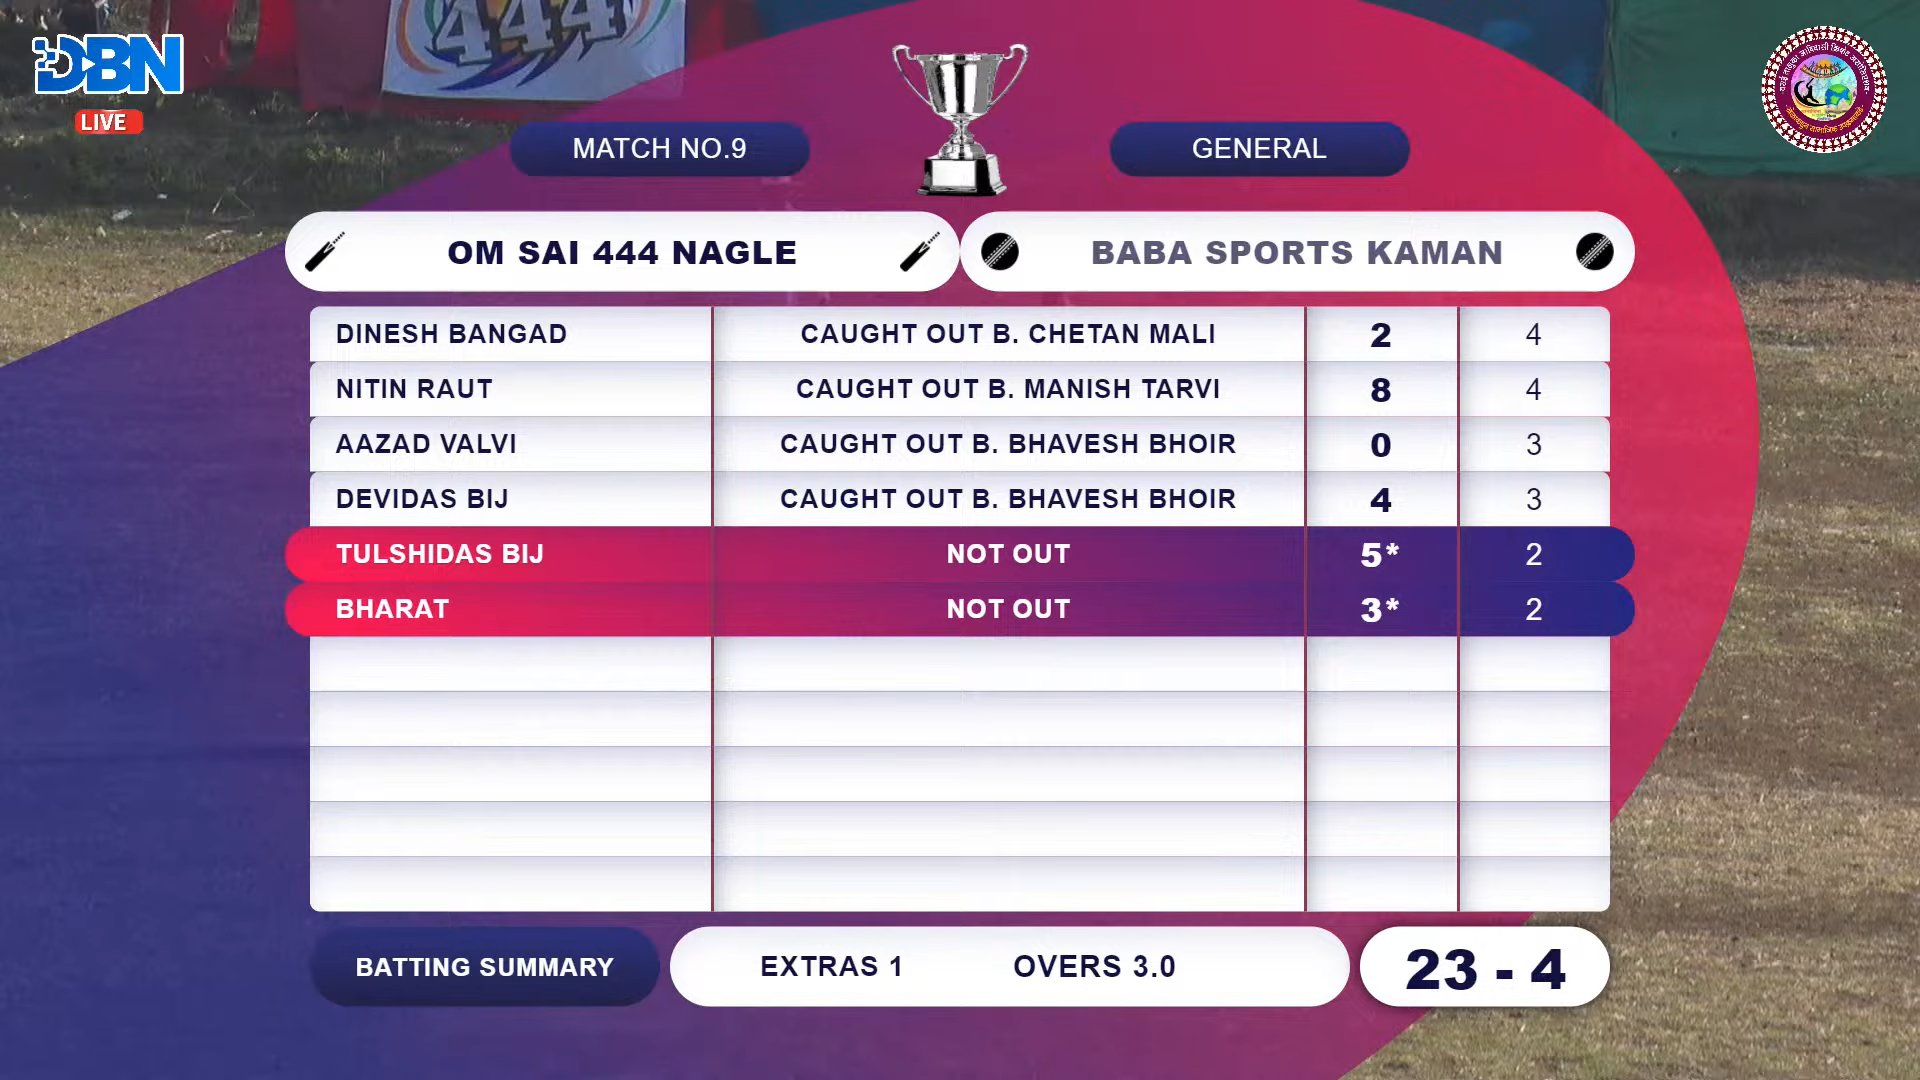 444
DBN
LIVE
MATCH NO.9
GENERAL
OM SAI 444 NAGLE
BABA SPORTS KAMAN
DINESH BANGAD CAUGHT OUT B. CHETAN MALI 2 4
NITIN RAUT CAUGHT OUT B. MANISH TARVI 8 4
AAZAD VALVI CAUGHT OUT B. BHAVESH BHOIR 0 3
DEVIDAS BIJ CAUGHT OUT B. BHAVESH BHOIR 4 3
TULSHIDAS BIJ NOT OUT 5* 2
BHARAT NOT OUT 3* 2
BATTING SUMMARY EXTRAS 1 OVERS 3.0 23 - 4